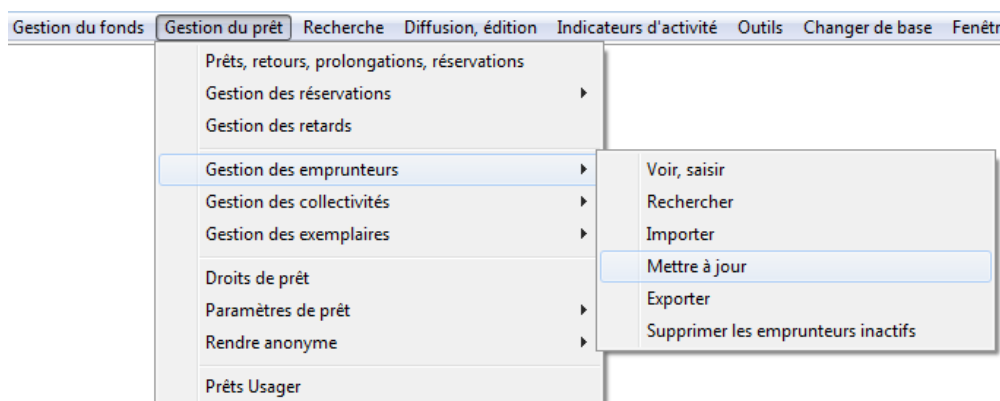 Gestion du fonds Gestion du prêt Recherche Diffusion, édition Indicateurs d'activité Outils Changer de base
Prêts, retours, prolongations, réservations
Gestion des réservations
Gestion des retards
Gestion des emprunteurs
Gestion des collectivités
Gestion des exemplaires
Droits de prêt
Paramètres de prêt
Rendre anonyme
Prêts Usager
Voir, saisir
Rechercher
Importer
Mettre à jour
Exporter
Supprimer les emprunteurs inactifs